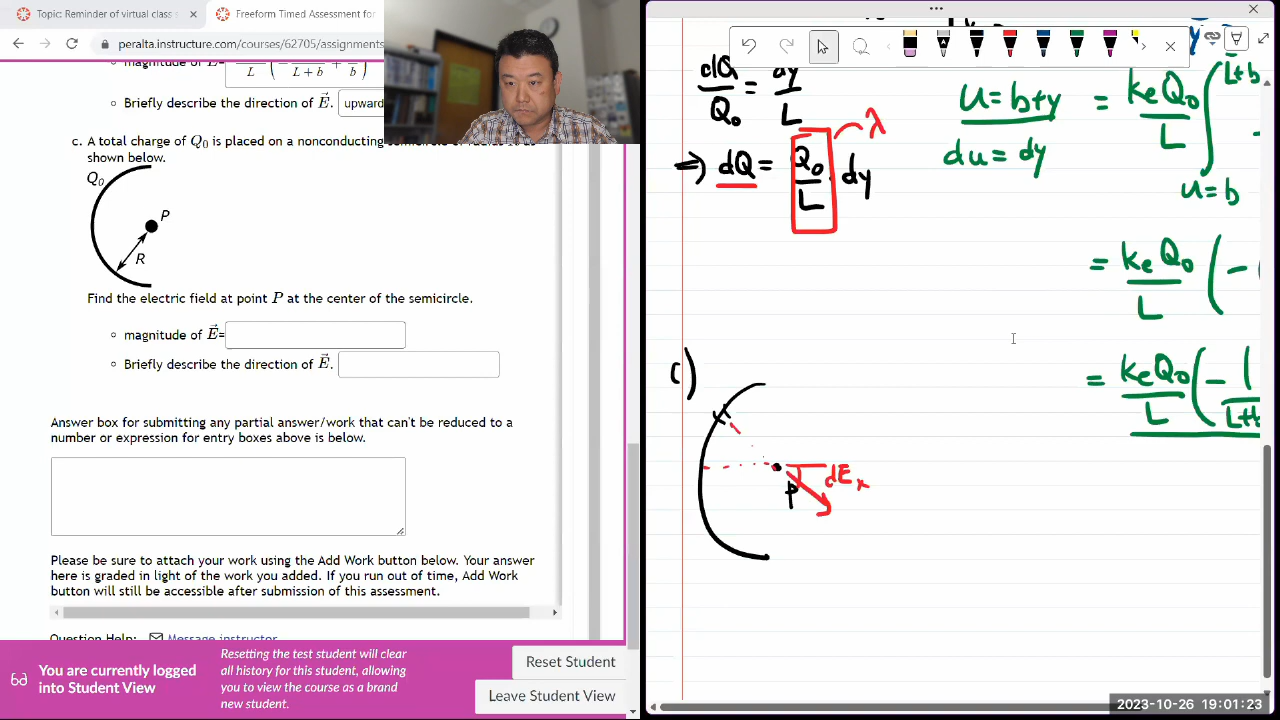 Topic: Reminder of virtual class
Freeform Timed Assessment for
peralta.instructure.com/courses/62105/assignments
magnitude of E=
L
(-
L+b
+
b
)
Briefly describe the direction of E. upward
c. A total charge of Q0 is placed on a nonconducting
shown below.
Q0
P
R
Find the electric field at point P at the center of the semicircle.
magnitude of E=
Briefly describe the direction of E.
Answer box for submitting any partial answer/work that can't be reduced to a
number or expression for entry boxes above is below.
Please be sure to attach your work using the Add Work button below. Your answer
here is graded in light of the work you added. If you run out of time, Add Work
button will still be accessible after submission of this assessment.
Question Help: Message instructor
You are currently logged
into Student View
Resetting the test student will clear
all history for this student, allowing
you to view the course as a brand
new student.
Reset Student
Leave Student View
dQ/Q0 = dy/L
⇒ dQ = Q0/L · dy
λ
u = b+y
du = dy
= keQ0/L ∫
L+b
u=b
= keQ0/L (-
= keQ0/L (- 1/L+b
c)
P
dEx
2023-10-26 19:01:23